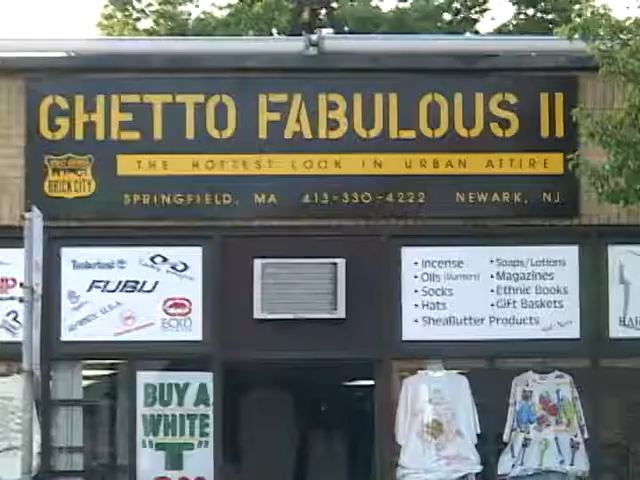 GHETTO FABULOUS II
THE HOTTEST LOOK IN URBAN ATTIRE
BRICK CITY
SPRINGFIELD, MA 413-330-4222 NEWARK, NJ
Timberland
FUBU
ECKO
• Incense
• Oils (Burners)
• Socks
• Hats
• SheaButter Products
• Soaps/Lotions
• Magazines
• Ethnic Books
• Gift Baskets
BUY A
WHITE
"T"